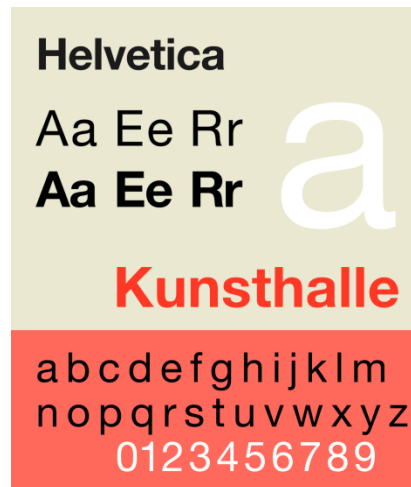 Helvetica
Aa Ee Rr
Aa Ee Rr
a
Kunsthalle
abcdefghijklm
nopqrstuvwxyz
0123456789